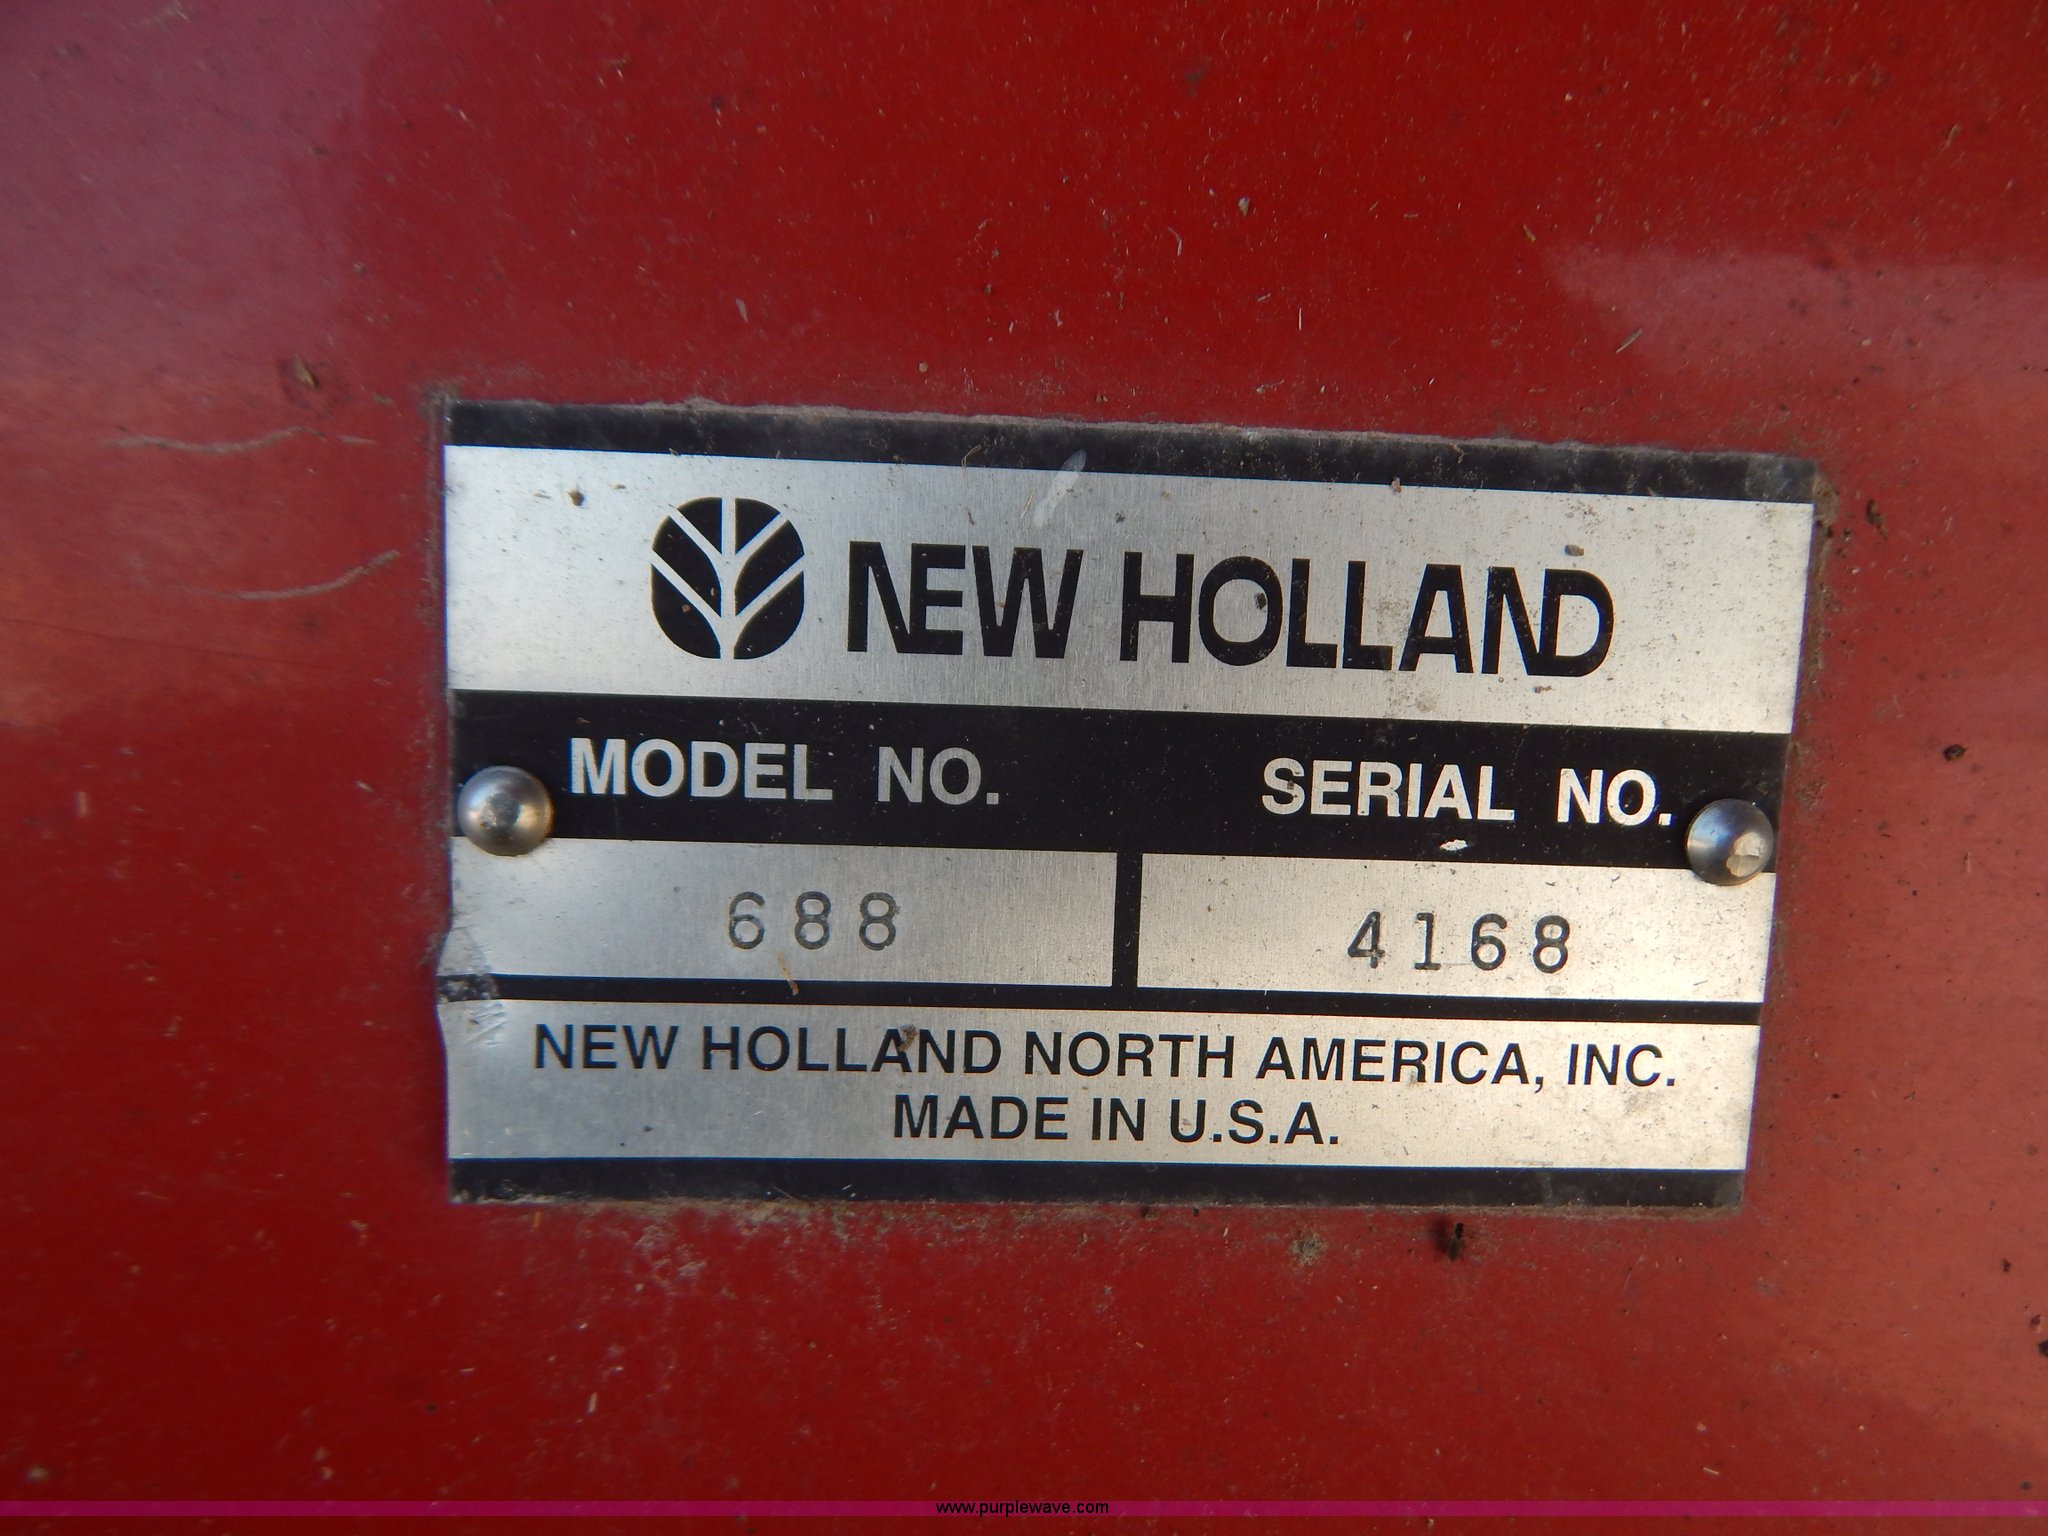 NEW HOLLAND
MODEL NO. SERIAL NO.
688 4168
NEW HOLLAND NORTH AMERICA, INC.
MADE IN U.S.A.
www.purplewave.com